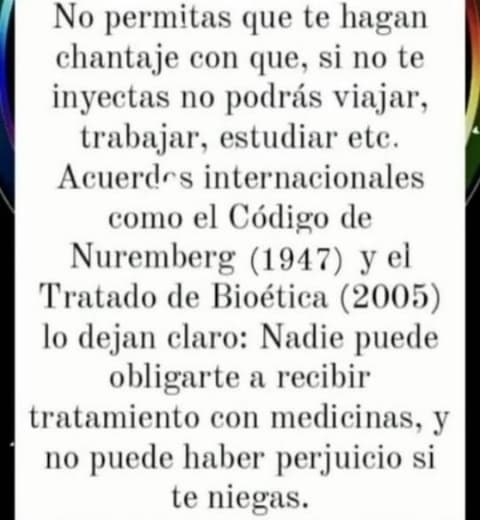 No permitas que te hagan
chantaje con que, si no te
inyectas no podrás viajar,
trabajar, estudiar etc.
Acuerdos internacionales
como el Código de
Nuremberg (1947) y el
Tratado de Bioética (2005)
lo dejan claro: Nadie puede
obligarte a recibir
tratamiento con medicinas, y
no puede haber perjuicio si
te niegas.